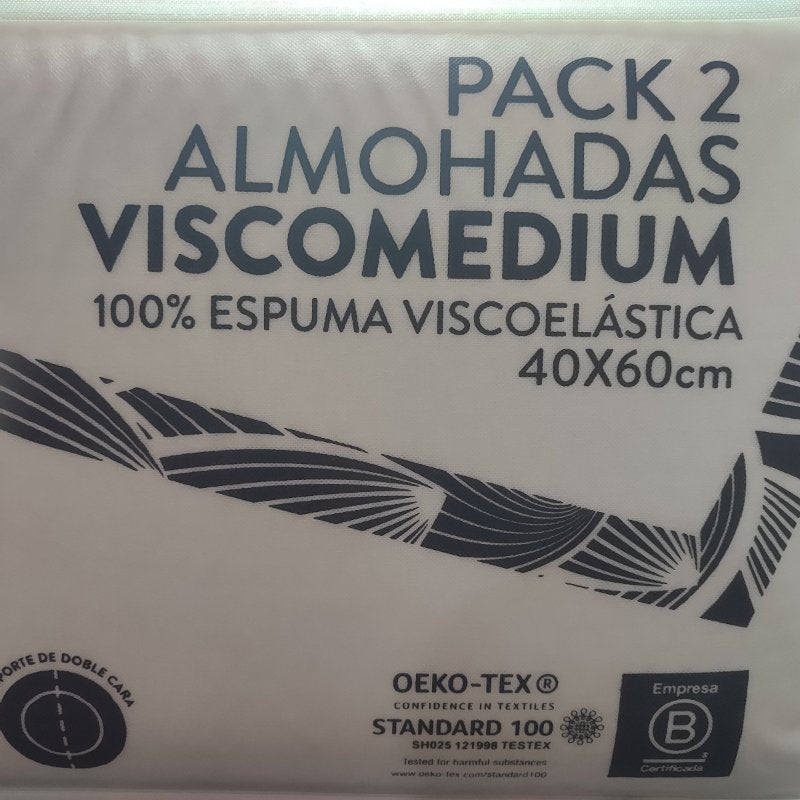 PACK 2
ALMOHADAS
VISCOMEDIUM
100% ESPUMA VISCOELÁSTICA
40X60cm
DE DOBLE CARA
OEKO-TEX®
CONFIDENCE IN TEXTILES
STANDARD 100
SH025 121998 TESTEX
Tested for harmful substances
www.oeko-tex.com/standard100
Empresa
B
Certificada